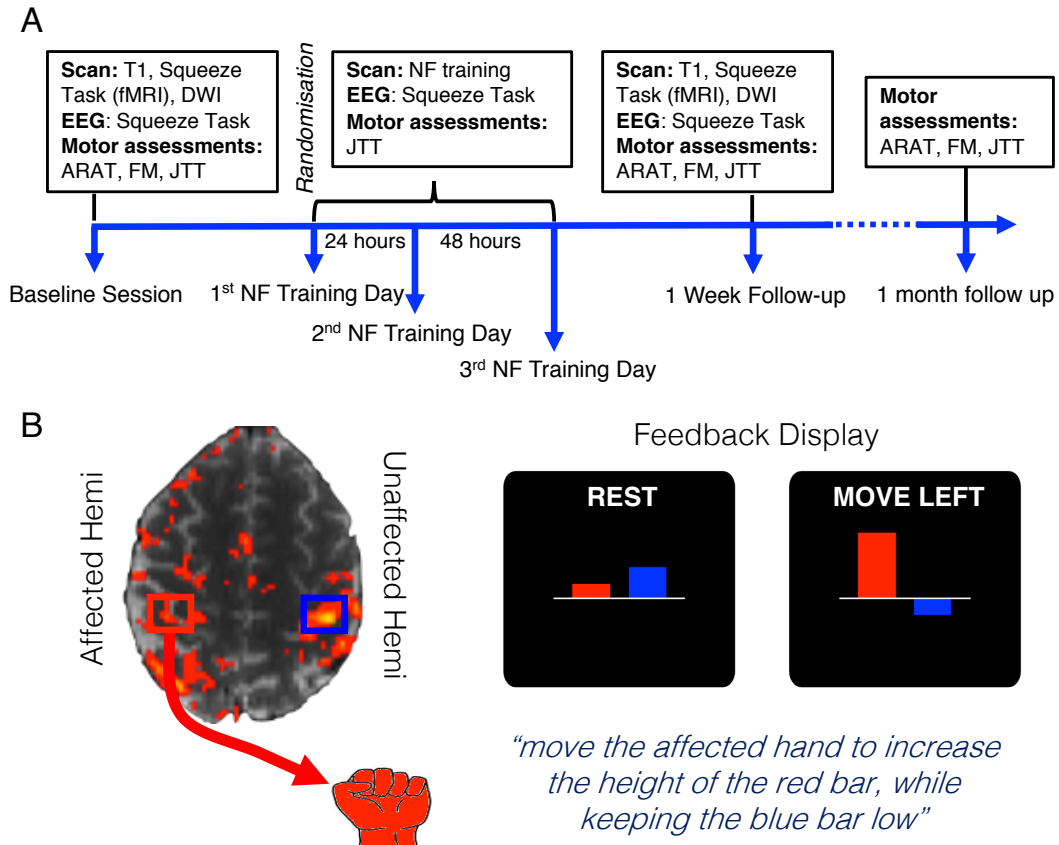 A
Scan: T1, Squeeze
Task (fMRI), DWI
EEG: Squeeze Task
Motor assessments:
ARAT, FM, JTT
Randomisation
Scan: NF training
EEG: Squeeze Task
Motor assessments:
JTT
Scan: T1, Squeeze
Task (fMRI), DWI
EEG: Squeeze Task
Motor assessments:
ARAT, FM, JTT
Motor
assessments:
ARAT, FM, JTT
24 hours
48 hours
Baseline Session
1st NF Training Day
2nd NF Training Day
3rd NF Training Day
1 Week Follow-up
1 month follow up
B
Affected Hemi
Unaffected Hemi
Feedback Display
REST
MOVE LEFT
“move the affected hand to increase
the height of the red bar, while
keeping the blue bar low”